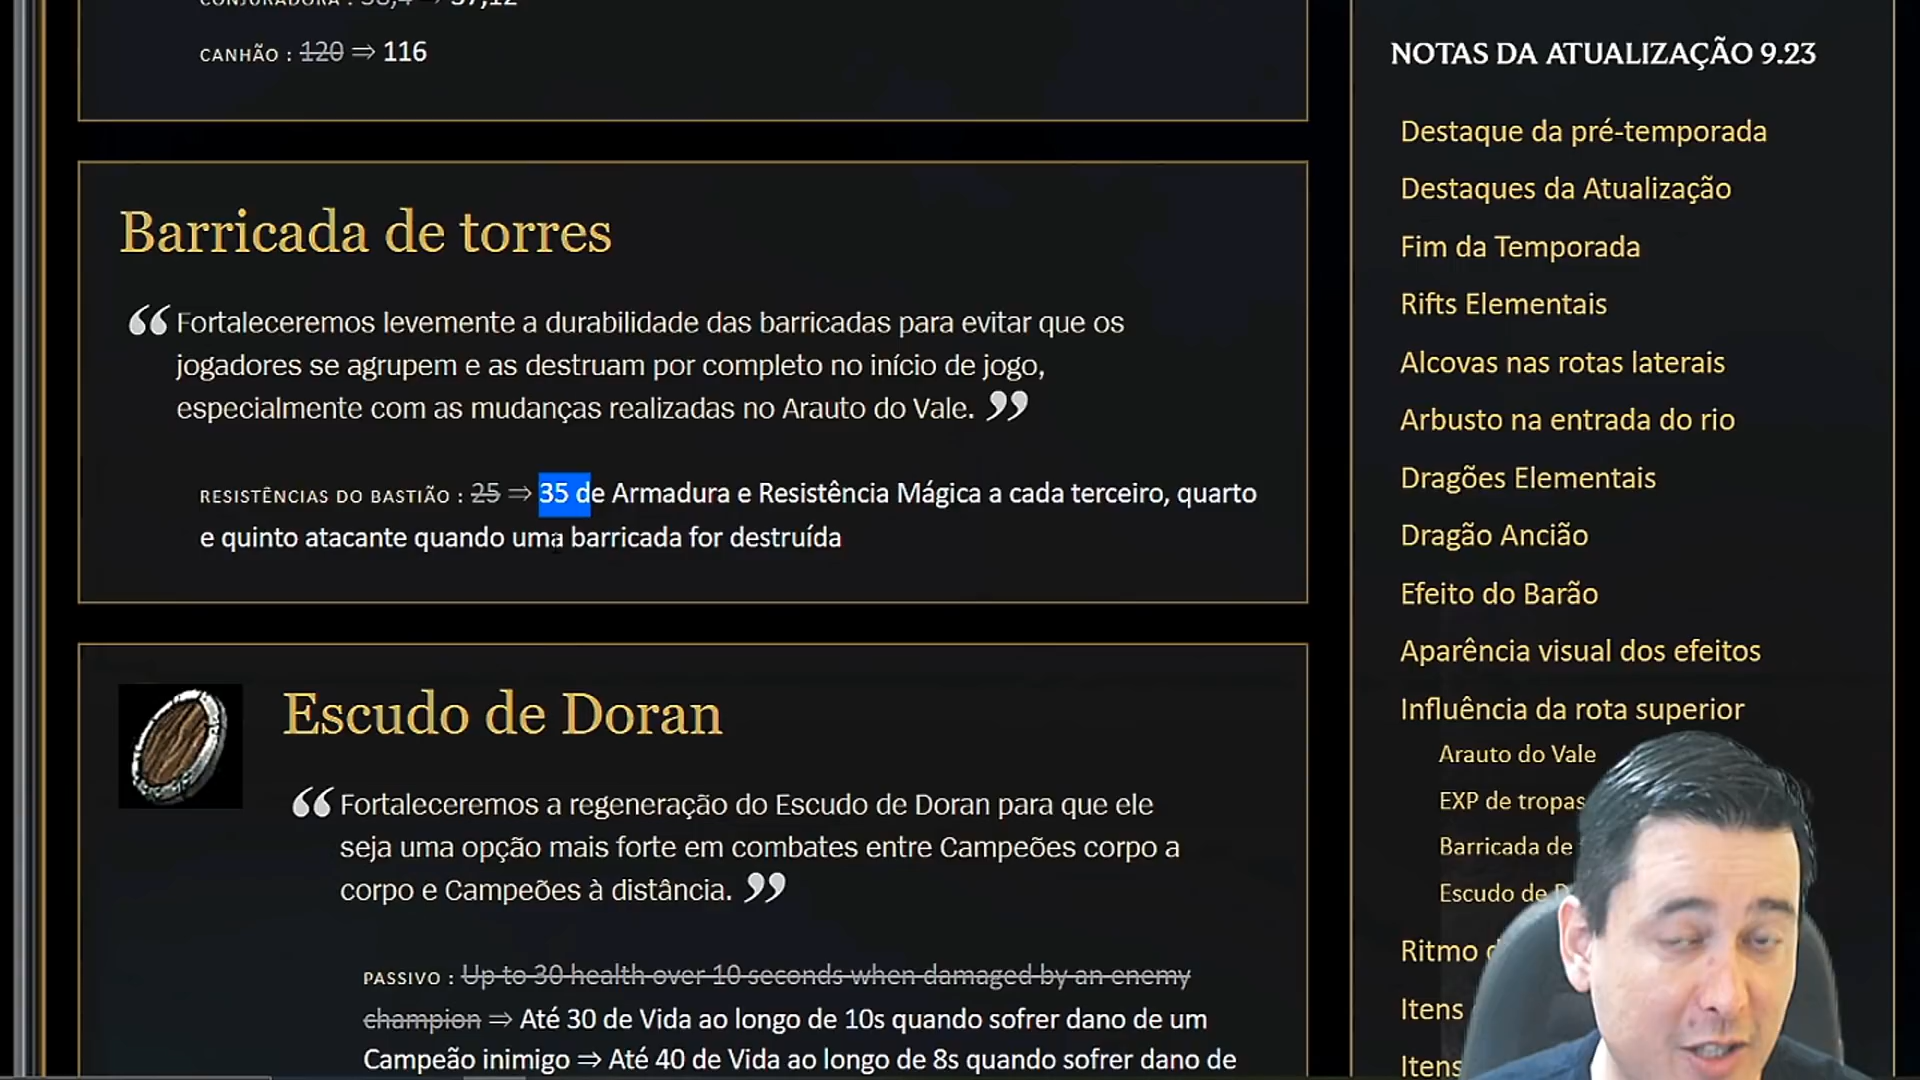 CANHÃO : 120 ⇒ 116
Barricada de torres
“Fortaleceremos levemente a durabilidade das barricadas para evitar que os
jogadores se agrupem e as destruam por completo no início de jogo,
especialmente com as mudanças realizadas no Arauto do Vale.”
RESISTÊNCIAS DO BASTIÃO : 25 ⇒ 35 de Armadura e Resistência Mágica a cada terceiro, quarto
e quinto atacante quando uma barricada for destruída
Escudo de Doran
“Fortaleceremos a regeneração do Escudo de Doran para que ele
seja uma opção mais forte em combates entre Campeões corpo a
corpo e Campeões à distância.”
PASSIVO : Up to 30 health over 10 seconds when damaged by an enemy
champion ⇒ Até 30 de Vida ao longo de 10s quando sofrer dano de um
Campeão inimigo ⇒ Até 40 de Vida ao longo de 8s quando sofrer dano de
NOTAS DA ATUALIZAÇÃO 9.23
Destaque da pré-temporada
Destaques da Atualização
Fim da Temporada
Rifts Elementais
Alcovas nas rotas laterais
Arbusto na entrada do rio
Dragões Elementais
Dragão Ancião
Efeito do Barão
Aparência visual dos efeitos
Influência da rota superior
Arauto do Vale
EXP de tropas
Barricada de
Escudo de
Ritmo
Itens
Itens